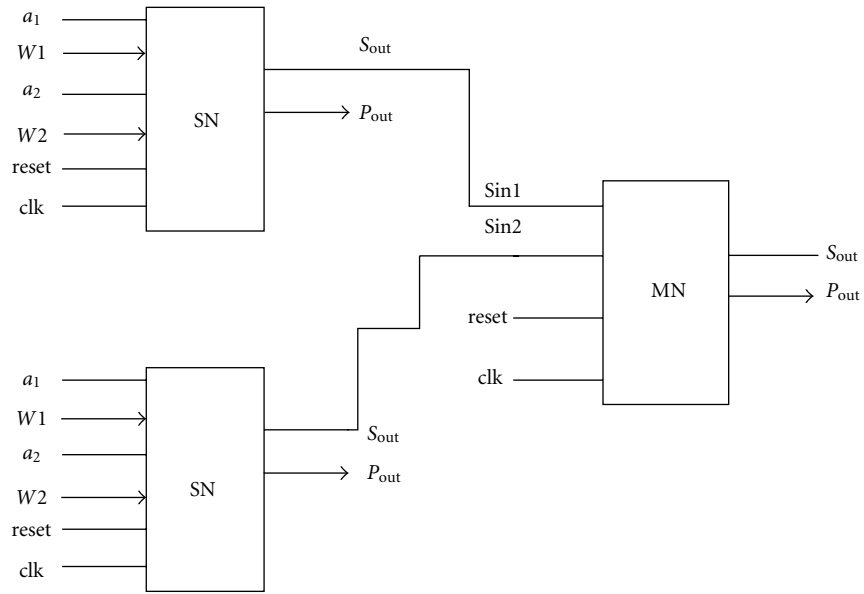 a1
W1
a2
W2
reset
clk
SN
Sout
Pout
Sin1
Sin2
reset
clk
MN
Sout
Pout
a1
W1
a2
W2
reset
clk
SN
Sout
Pout